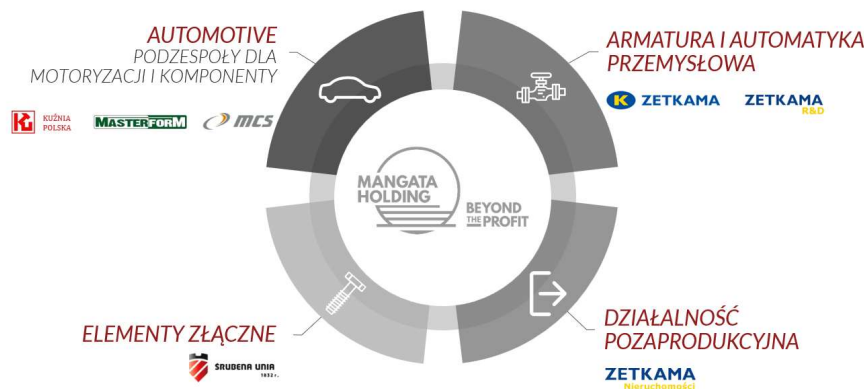 AUTOMOTIVE
PODZESPOŁY DLA
MOTORYZACJI I KOMPONENTY
KUŹNIA
POLSKA
MASTERFORM
MCS
ARMATURA I AUTOMATYKA
PRZEMYSŁOWA
K ZETKAMA
ZETKAMA
R&D
MANGATA
HOLDING
BEYOND
THE PROFIT
ELEMENTY ZŁĄCZNE
ŚRUBENA UNIA
1832 r.
DZIAŁALNOŚĆ
POZAPRODUKCYJNA
ZETKAMA
Nieruchomości